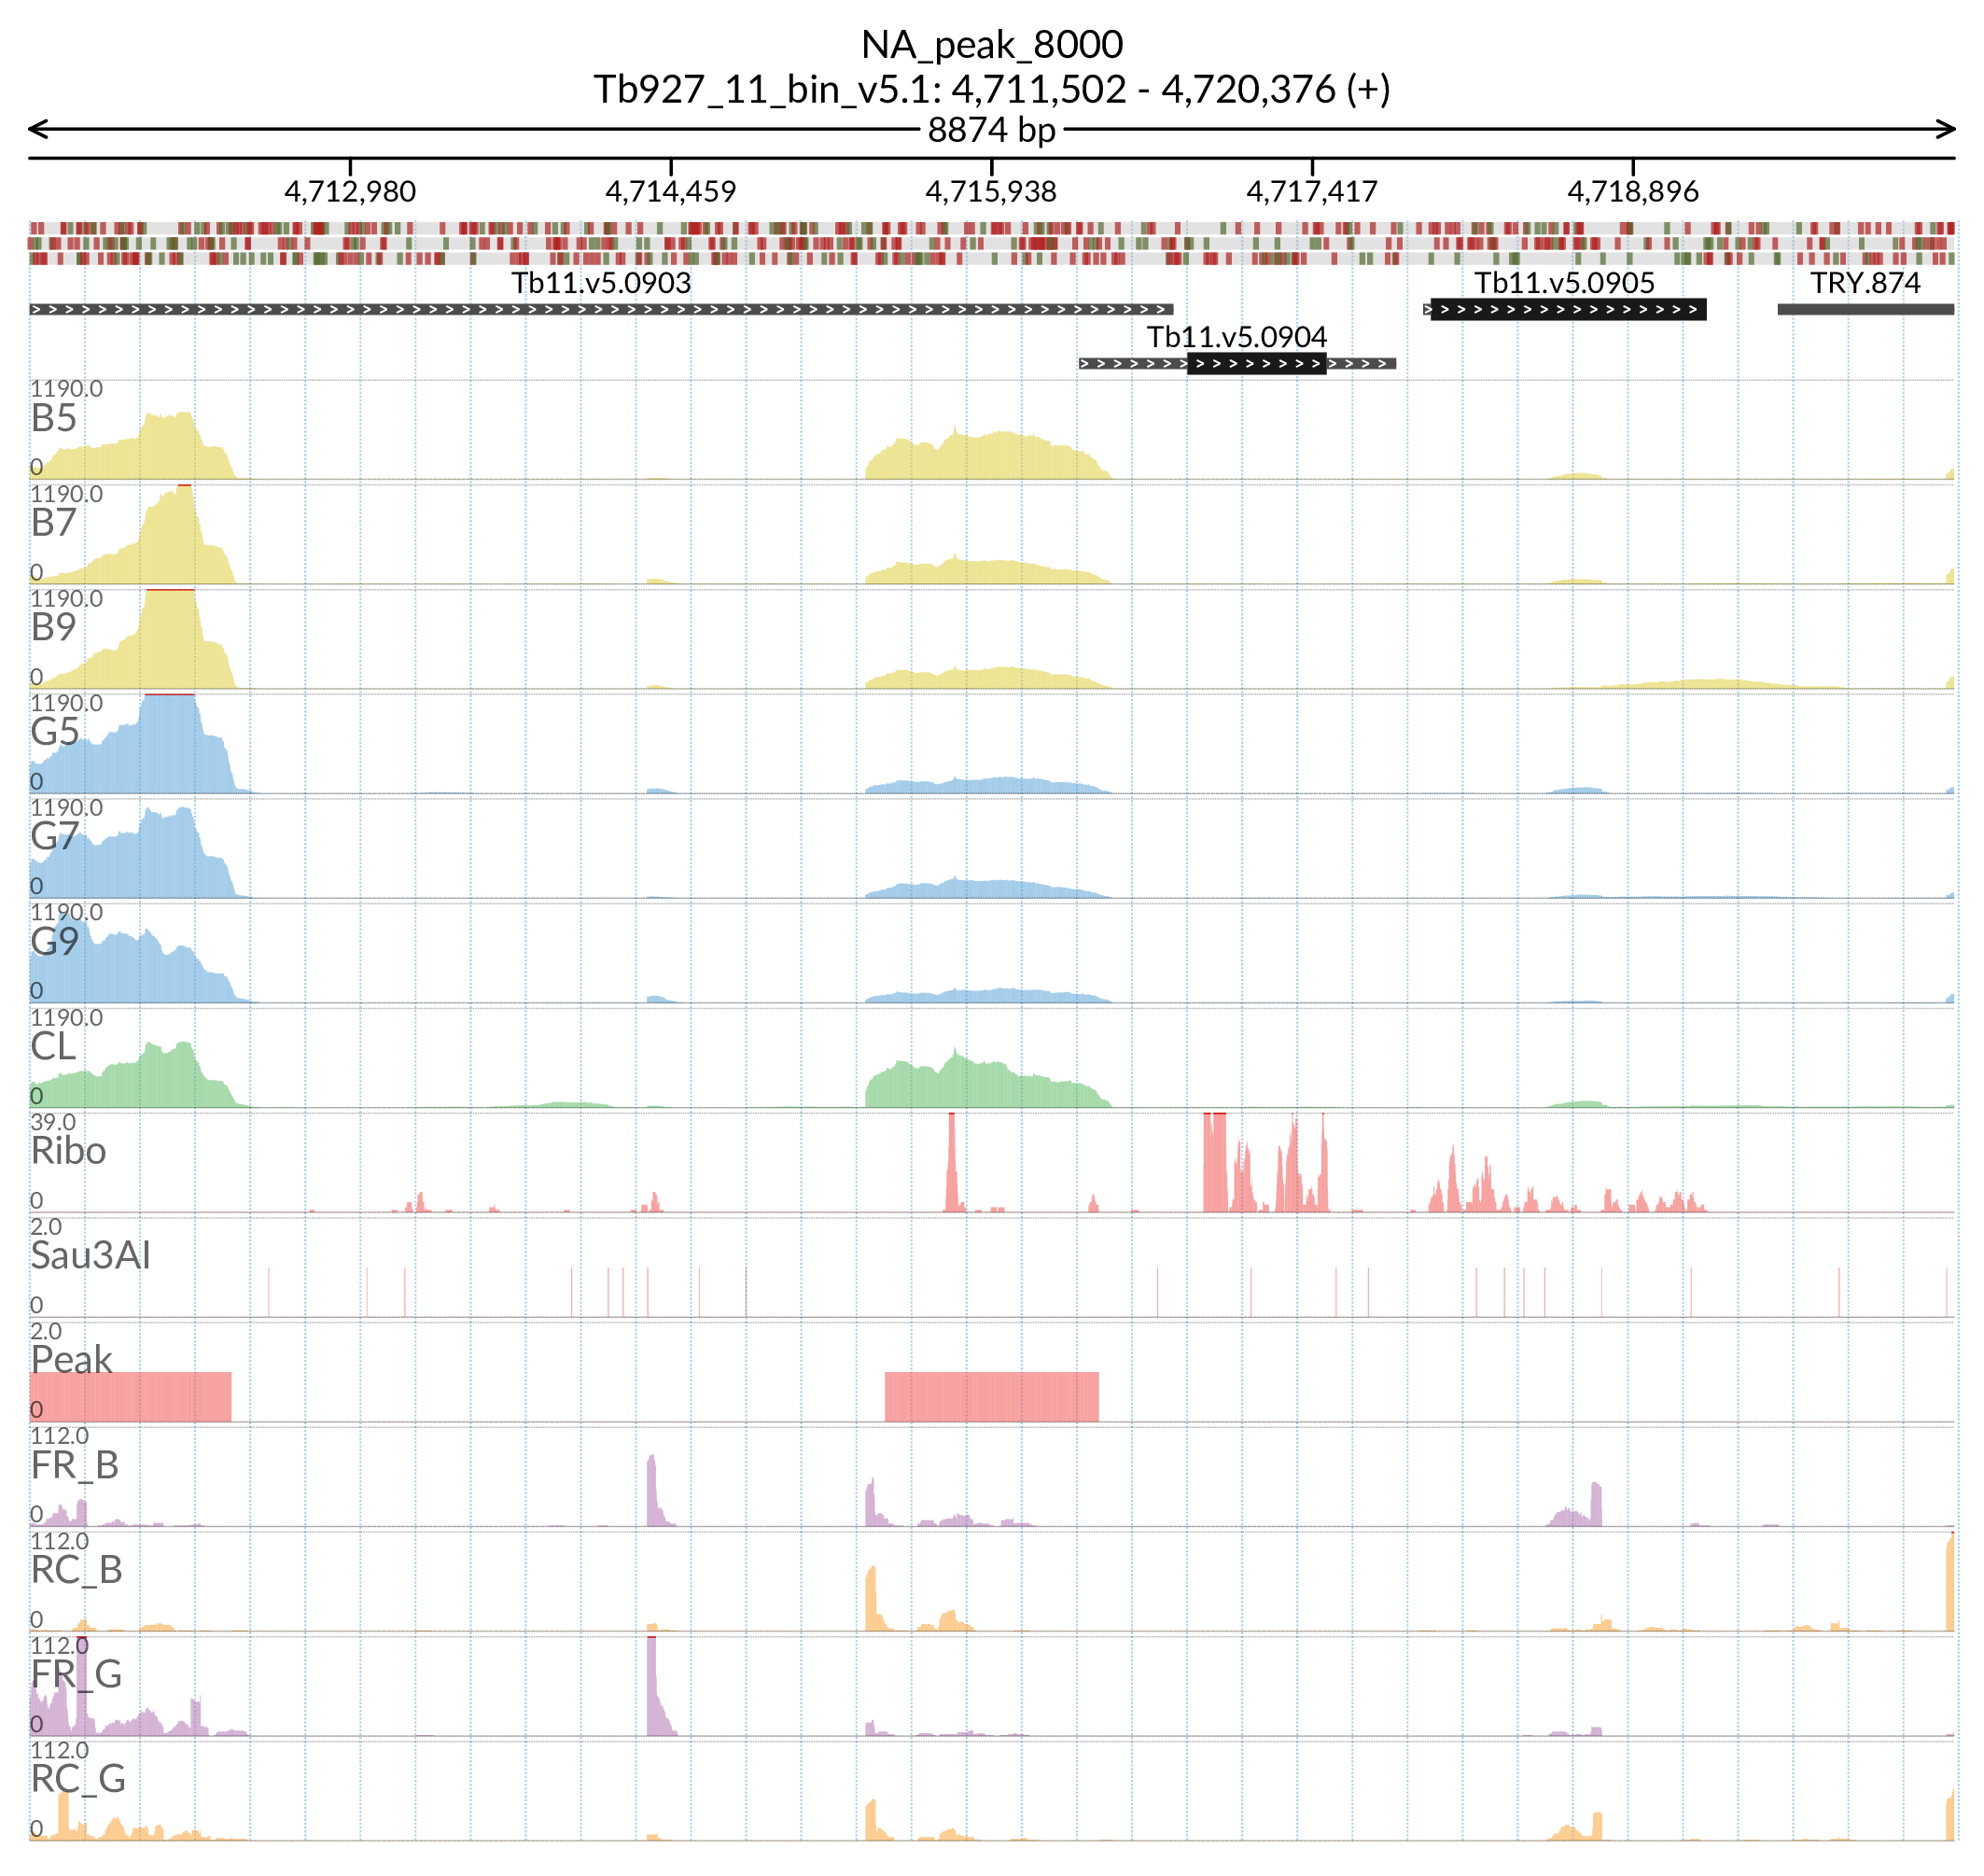 NA_peak_8000
Tb927_11_bin_v5.1: 4,711,502 - 4,720,376 (+)
8874 bp
4,712,980 4,714,459 4,715,938 4,717,417 4,718,896
Tb11.v5.0903 Tb11.v5.0905 TRY.874
Tb11.v5.0904
1190.0
B5
0
1190.0
B7
0
1190.0
B9
0
1190.0
G5
0
1190.0
G7
0
1190.0
G9
0
1190.0
CL
0
39.0
Ribo
0
2.0
Sau3AI
0
2.0
Peak
0
112.0
FR_B
0
112.0
RC_B
0
112.0
FR_G
0
112.0
RC_G
0